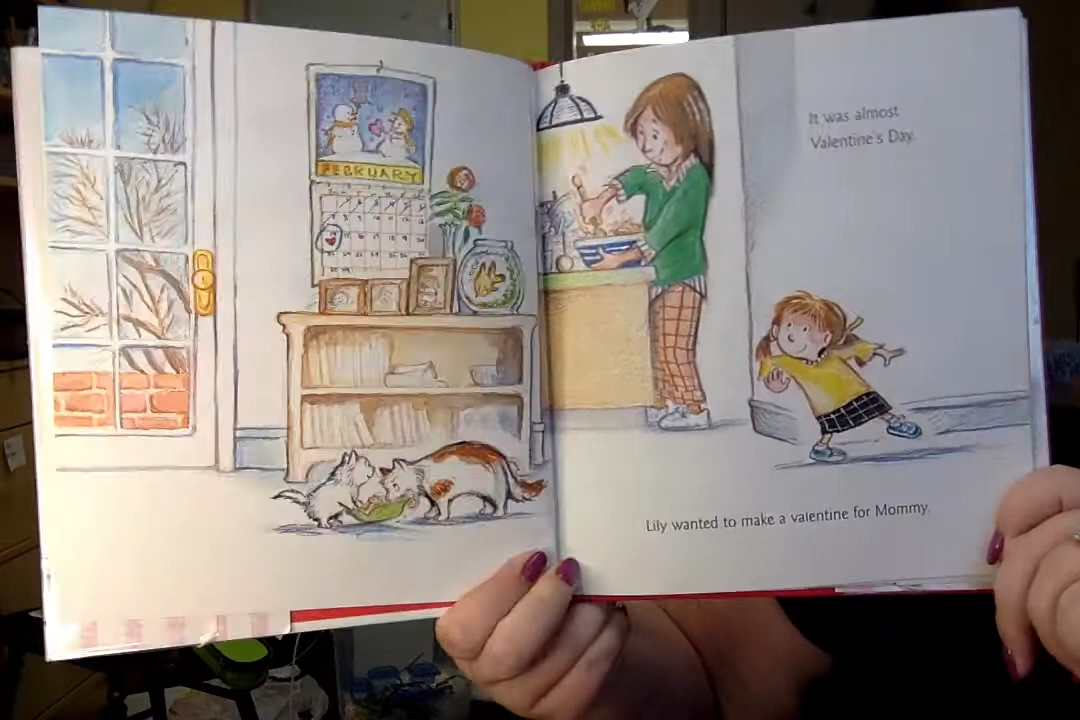 FEBRUARY
It was almost
Valentine's Day.
Lily wanted to make a valentine for Mommy.